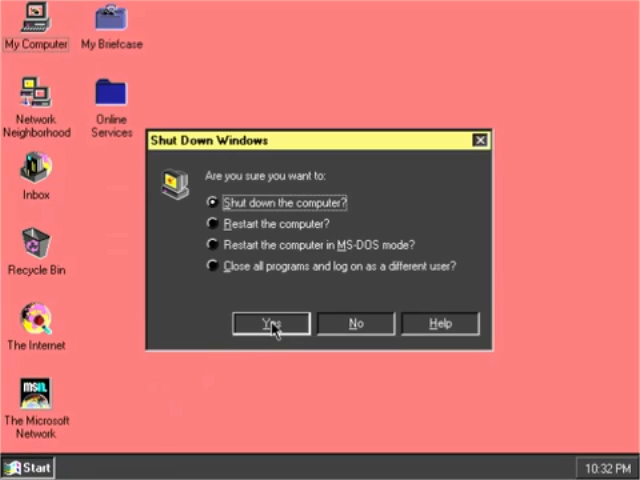 My Computer
My Briefcase
Network
Neighborhood
Online
Services
Inbox
Recycle Bin
The Internet
msn
The Microsoft
Network
Shut Down Windows
Are you sure you want to:
Shut down the computer?
Restart the computer?
Restart the computer in MS-DOS mode?
Close all programs and log on as a different user?
Yes
No
Help
Start
10:32 PM